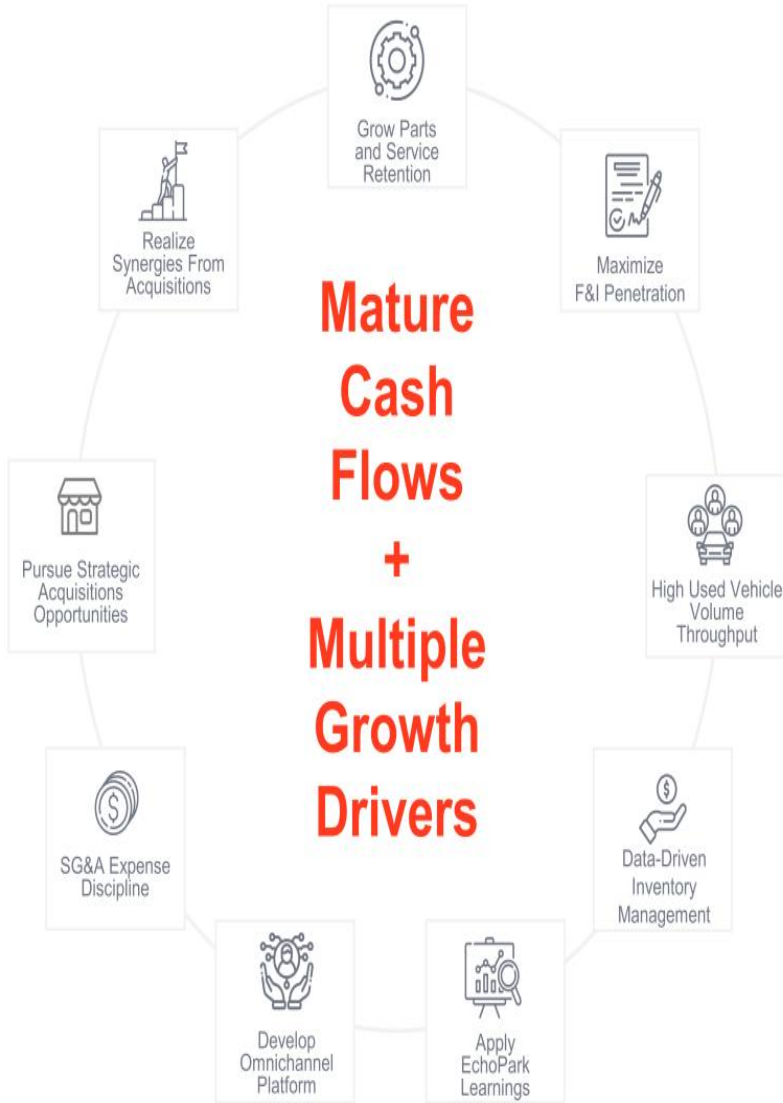 Grow Parts
and Service
Retention
Maximize
F&I Penetration
High Used Vehicle
Volume
Throughput
Data-Driven
Inventory
Management
Apply
EchoPark
Learnings
Develop
Omnichannel
Platform
SG&A Expense
Discipline
Pursue Strategic
Acquisitions
Opportunities
Realize
Synergies From
Acquisitions
Mature
Cash
Flows
+
Multiple
Growth
Drivers